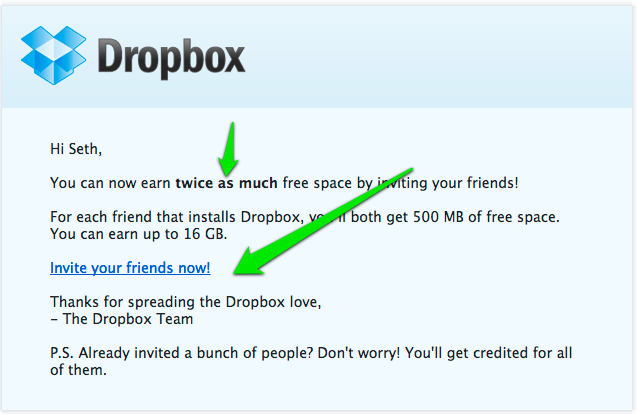 Dropbox
Hi Seth,
You can now earn twice as much free space by inviting your friends!
For each friend that installs Dropbox, you'll both get 500 MB of free space.
You can earn up to 16 GB.
Invite your friends now!
Thanks for spreading the Dropbox love,
– The Dropbox Team
P.S. Already invited a bunch of people? Don't worry! You'll get credited for all
of them.